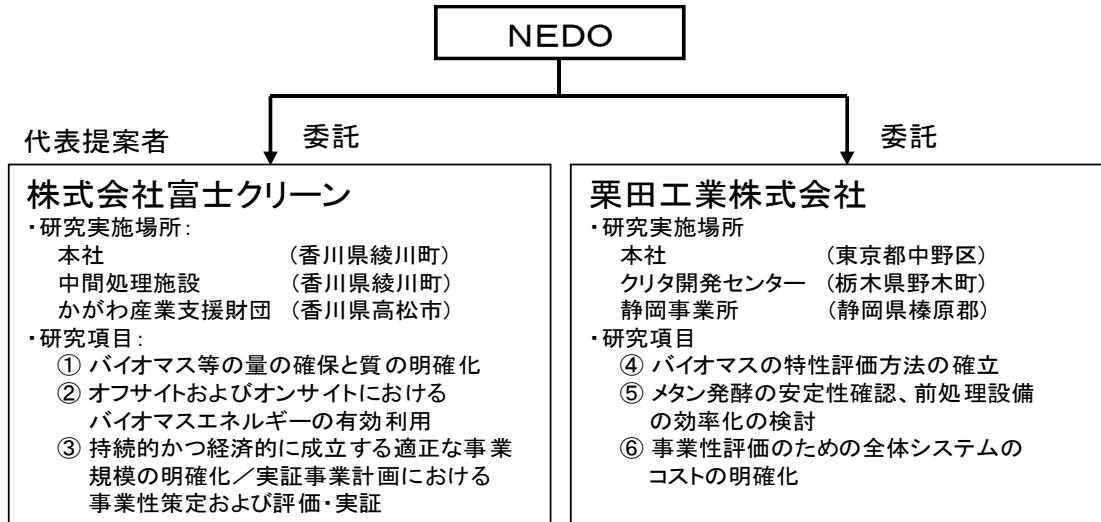 NEDO
代表提案者
委託
委託
株式会社富士クリーン
・研究実施場所:
本社 (香川県綾川町)
中間処理施設 (香川県綾川町)
かがわ産業支援財団 (香川県高松市)
・研究項目:
① バイオマス等の量の確保と質の明確化
② オフサイトおよびオンサイトにおける
バイオマスエネルギーの有効利用
③ 持続的かつ経済的に成立する適正な事業
規模の明確化/実証事業計画における
事業性策定および評価・実証
栗田工業株式会社
・研究実施場所
本社 (東京都中野区)
クリタ開発センター (栃木県野木町)
静岡事業所 (静岡県榛原郡)
・研究項目
④ バイオマスの特性評価方法の確立
⑤ メタン発酵の安定性確認、前処理設備
の効率化の検討
⑥ 事業性評価のための全体システムの
コストの明確化